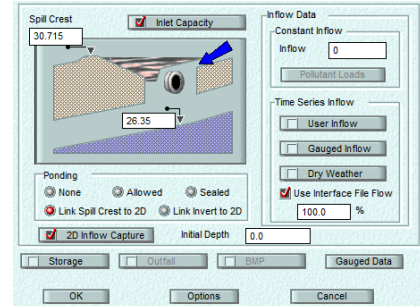 Spill Crest
30.715
Inlet Capacity
26.35
Ponding
None Allowed Sealed
Link Spill Crest to 2D Link Invert to 2D
2D Inflow Capture Initial Depth 0.0
Inflow Data
Constant Inflow
Inflow 0
Pollutant Loads
Time Series Inflow
User Inflow
Gauged Inflow
Dry Weather
Use Interface File Flow
100.0 %
Storage Outfall BMP Gauged Data
OK Options Cancel